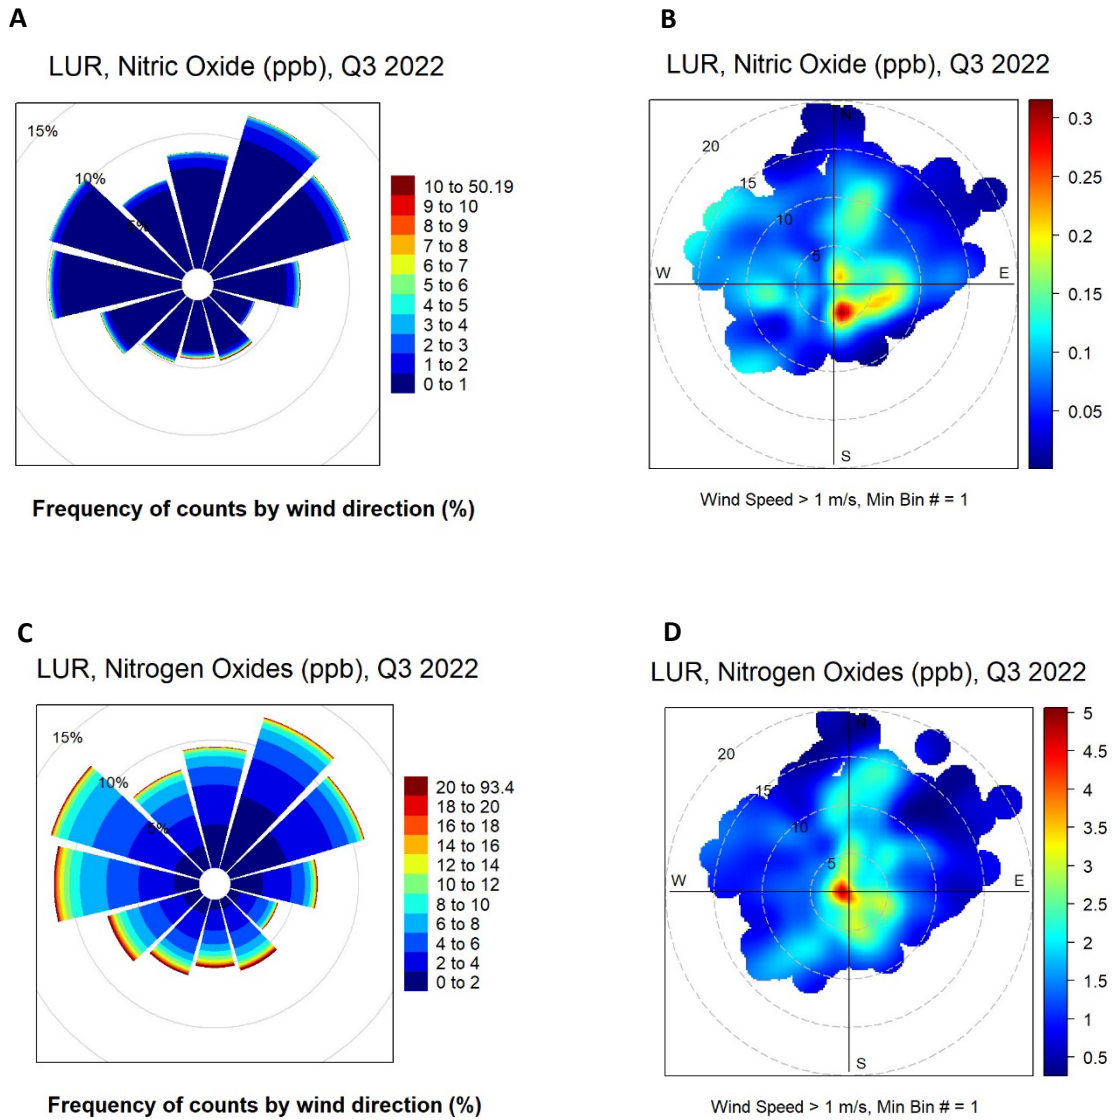 A
LUR, Nitric Oxide (ppb), Q3 2022
15%
10%
5%
10 to 50.19
9 to 10
8 to 9
7 to 8
6 to 7
5 to 6
4 to 5
3 to 4
2 to 3
1 to 2
0 to 1
Frequency of counts by wind direction (%)
B
LUR, Nitric Oxide (ppb), Q3 2022
20
15
10
5
N
W
E
S
0.3
0.25
0.2
0.15
0.1
0.05
Wind Speed > 1 m/s, Min Bin # = 1
C
LUR, Nitrogen Oxides (ppb), Q3 2022
15%
10%
5%
20 to 93.4
18 to 20
16 to 18
14 to 16
12 to 14
10 to 12
8 to 10
6 to 8
4 to 6
2 to 4
0 to 2
Frequency of counts by wind direction (%)
D
LUR, Nitrogen Oxides (ppb), Q3 2022
20
15
10
5
N
W
E
S
5
4.5
4
3.5
3
2.5
2
1.5
1
0.5
Wind Speed > 1 m/s, Min Bin # = 1